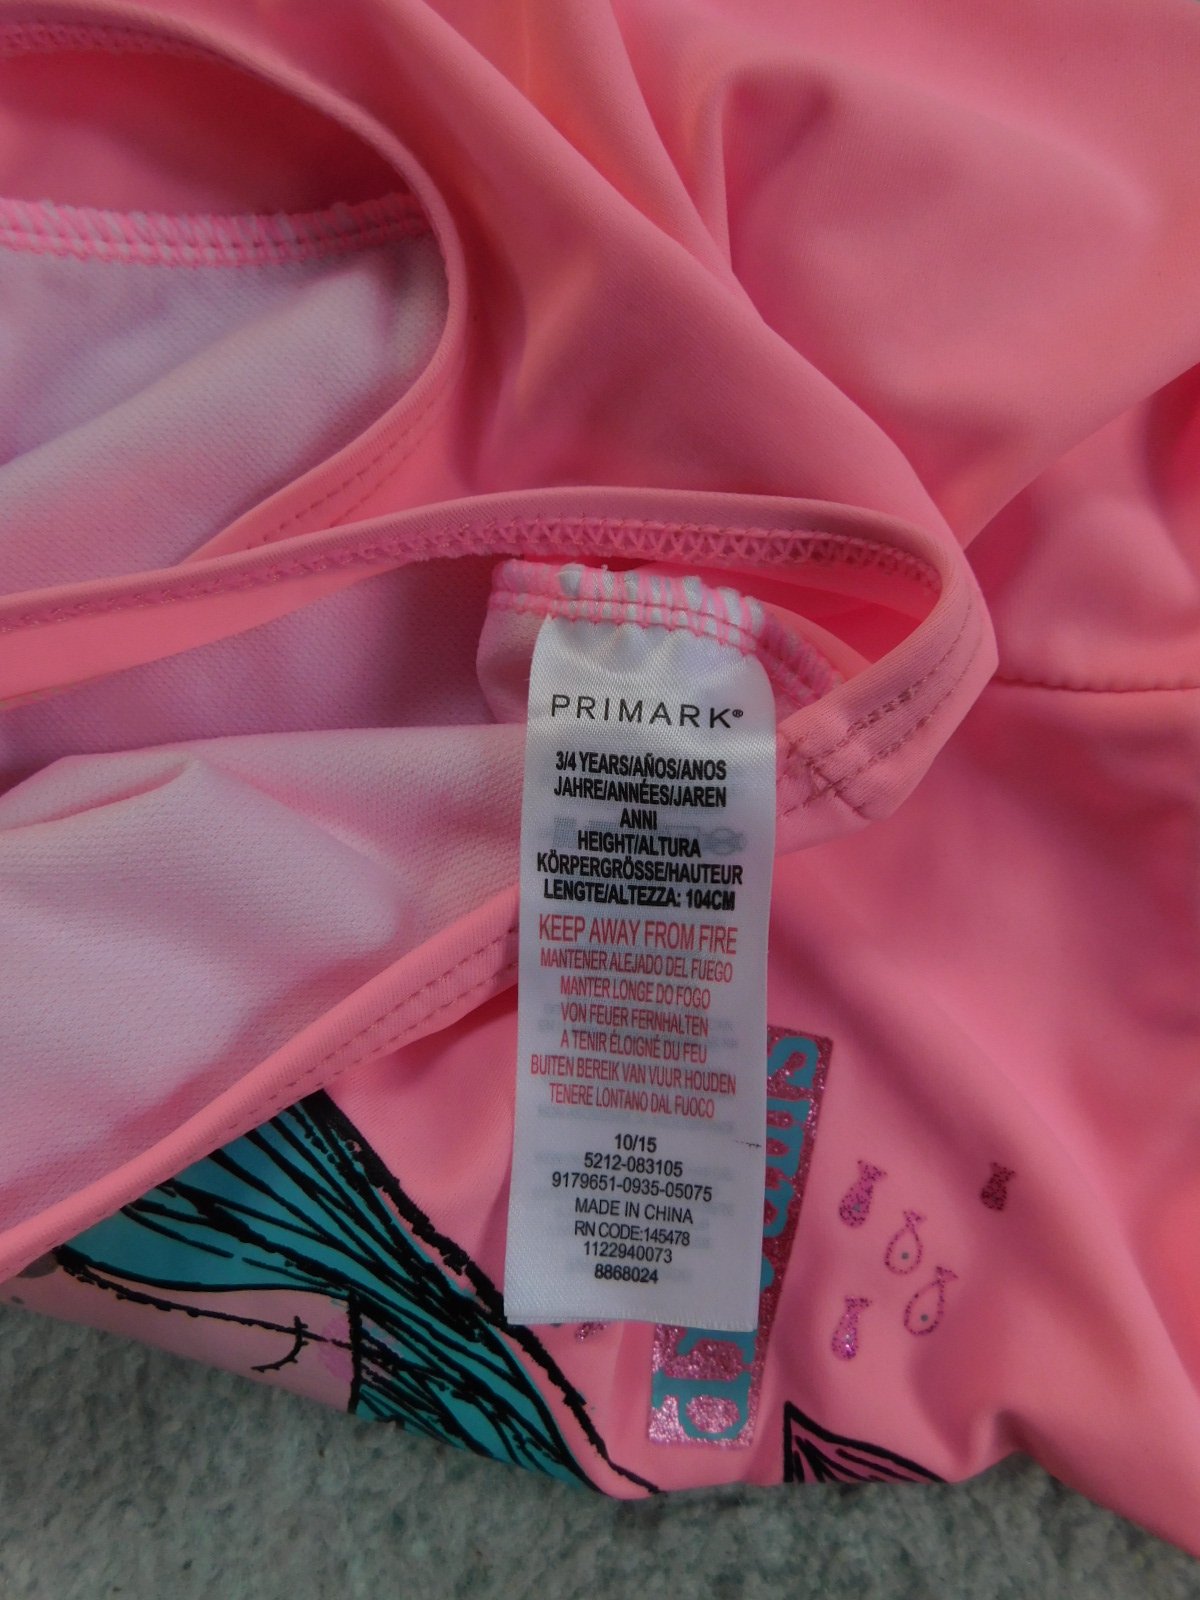 PRIMARK®
3/4 YEARS/AÑOS/ANOS
JAHRE/ANNÉES/JAREN
ANNI
HEIGHT/ALTURA
KÖRPERGRÖSSE/HAUTEUR
LENGTE/ALTEZZA: 104CM
KEEP AWAY FROM FIRE
MANTENER ALEJADO DEL FUEGO
MANTER LONGE DO FOGO
VON FEUER FERNHALTEN
A TENIR ÉLOIGNÉ DU FEU
BUITEN BEREIK VAN VUUR HOUDEN
TENERE LONTANO DAL FUOCO
10/15
5212-083105
9179651-0935-05075
MADE IN CHINA
RN CODE:145478
1122940073
8868024